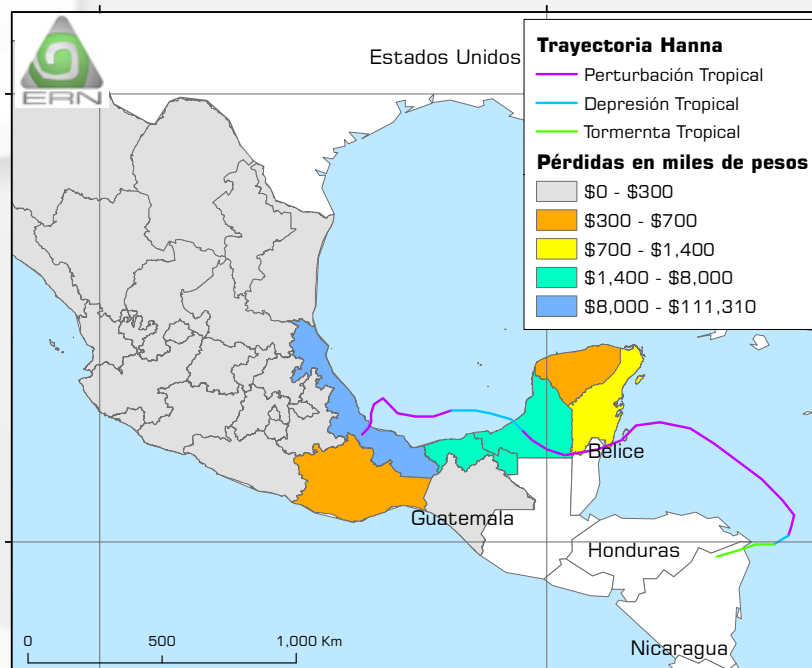 ERN
Estados Unidos
Trayectoria Hanna
Perturbación Tropical
Depresión Tropical
Tormernta Tropical
Pérdidas en miles de pesos
$0 - $300
$300 - $700
$700 - $1,400
$1,400 - $8,000
$8,000 - $111,310
Belice
Guatemala
Honduras
Nicaragua
0 500 1,000 Km